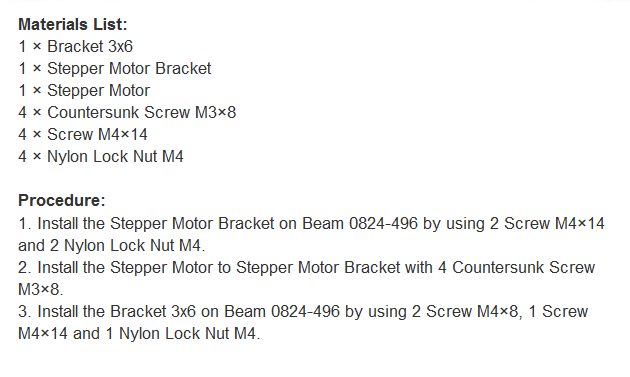 Materials List:
1 × Bracket 3x6
1 × Stepper Motor Bracket
1 × Stepper Motor
4 × Countersunk Screw M3×8
4 × Screw M4×14
4 × Nylon Lock Nut M4
Procedure:
1. Install the Stepper Motor Bracket on Beam 0824-496 by using 2 Screw M4×14
and 2 Nylon Lock Nut M4.
2. Install the Stepper Motor to Stepper Motor Bracket with 4 Countersunk Screw
M3×8.
3. Install the Bracket 3x6 on Beam 0824-496 by using 2 Screw M4×8, 1 Screw
M4×14 and 1 Nylon Lock Nut M4.